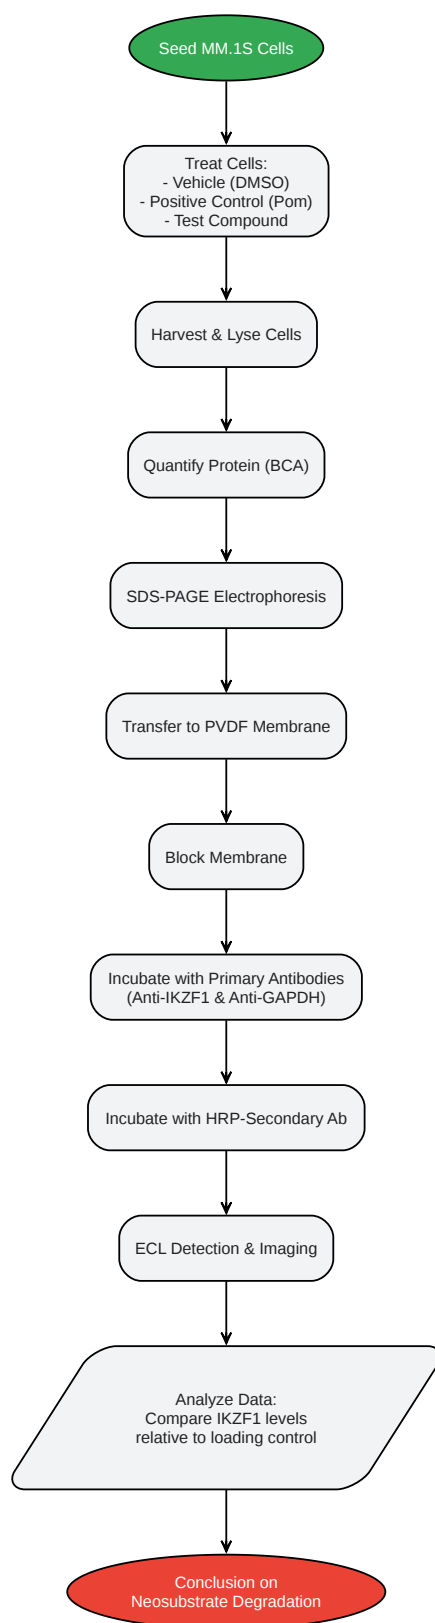 Seed MM.1S Cells
Treat Cells:
- Vehicle (DMSO)
- Positive Control (Pom)
- Test Compound
Harvest & Lyse Cells
Quantify Protein (BCA)
SDS-PAGE Electrophoresis
Transfer to PVDF Membrane
Block Membrane
Incubate with Primary Antibodies
(Anti-IKZF1 & Anti-GAPDH)
Incubate with HRP-Secondary Ab
ECL Detection & Imaging
Analyze Data:
Compare IKZF1 levels
relative to loading control
Conclusion on
Neosubstrate Degradation